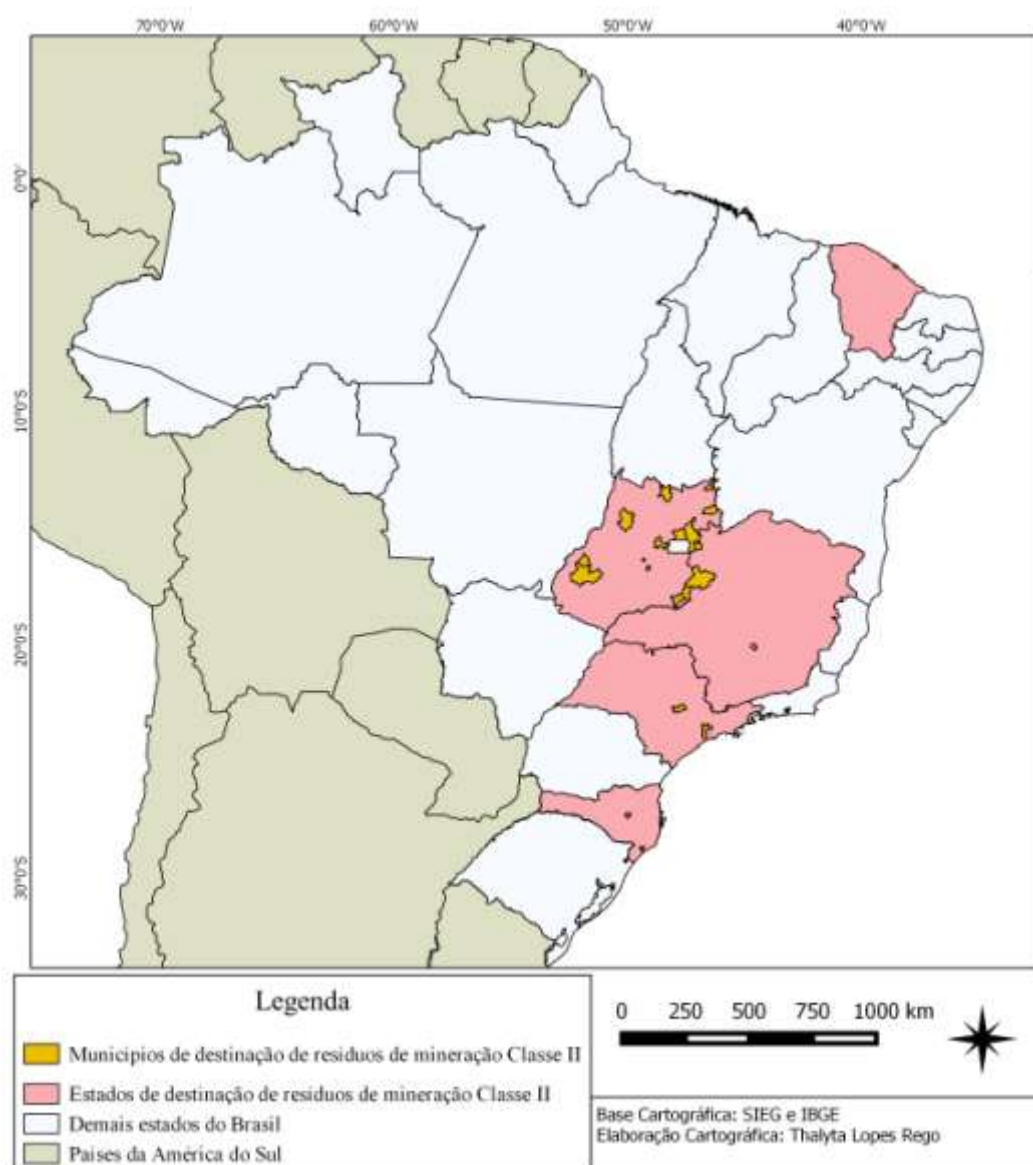 70°0'W 60°0'W 50°0'W 40°0'W
0°0'
10°0'S
20°0'S
30°0'S
Legenda
Municípios de destinação de resíduos de mineração Classe II
Estados de destinação de resíduos de mineração Classe II
Demais estados do Brasil
Países da América do Sul
0 250 500 750 1000 km
Base Cartográfica: SIEG e IBGE
Elaboração Cartográfica: Thalyta Lopes Rego